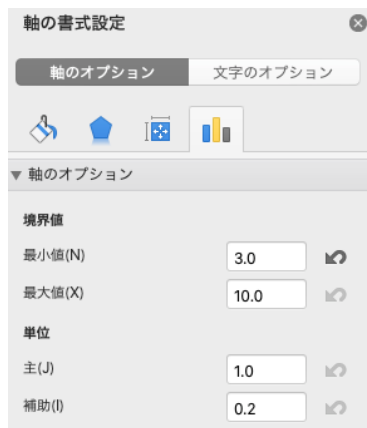 軸の書式設定
軸のオプション 文字のオプション
軸のオプション
境界値
最小値(N) 3.0
最大値(X) 10.0
単位
主(J) 1.0
補助(I) 0.2